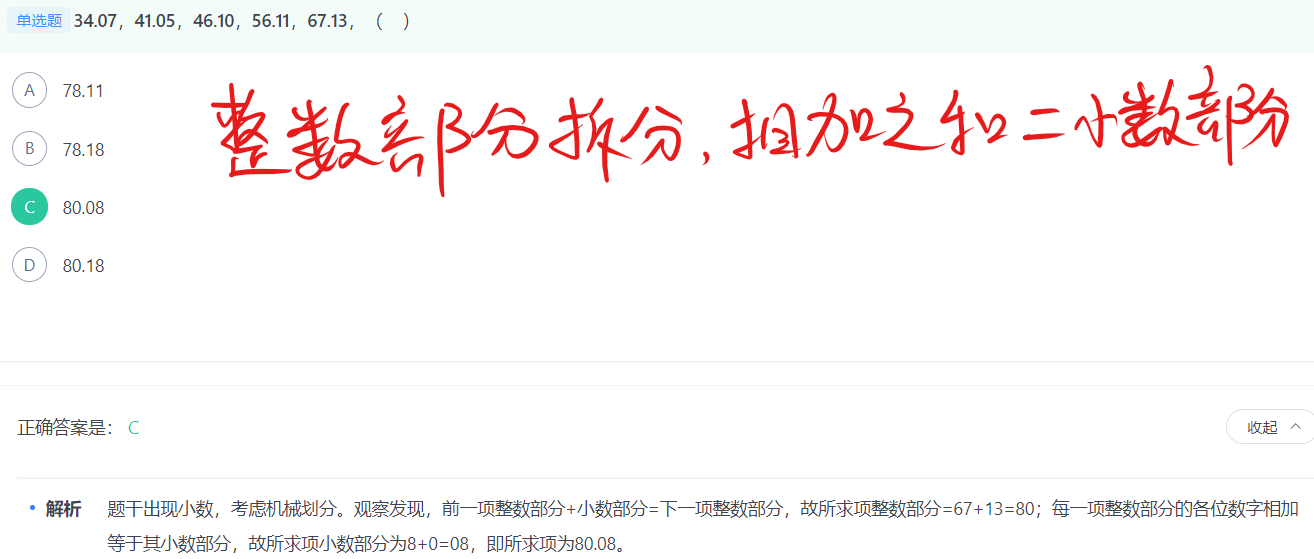 单选题 34.07，41.05，46.10，56.11，67.13，（ ）
A 78.11
整数部分拆分，相加之和二小数部分
B 78.18
C 80.08
D 80.18
正确答案是： C
收起
解析 题干出现小数，考虑机械划分。观察发现，前一项整数部分+小数部分=下一项整数部分，故所求项整数部分=67+13=80；每一项整数部分的各位数字相加
等于其小数部分，故所求项小数部分为8+0=08，即所求项为80.08。